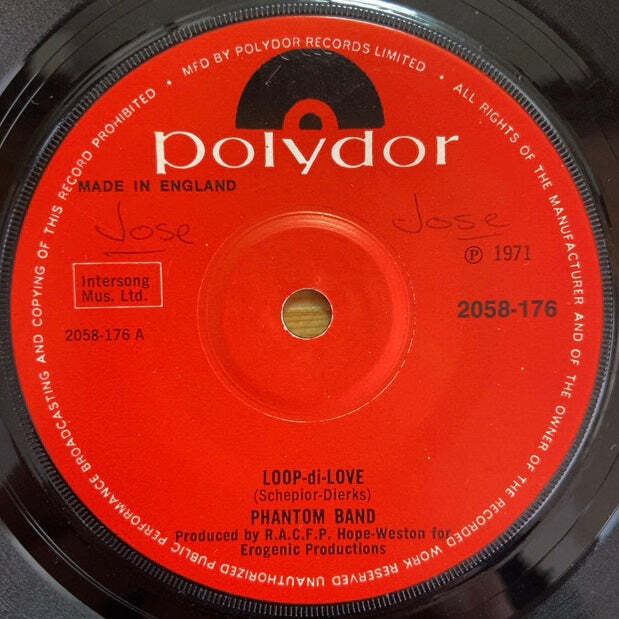 MFD BY POLYDOR RECORDS LIMITED • ALL RIGHTS OF THE MANUFACTURER, AND OF THE OWNER OF THE RECORDED WORK RESERVED UNAUTHORIZED PUBLIC PERFORMANCE BROADCASTING AND COPYING OF THIS RECORD PROHIBITED •
polydor
MADE IN ENGLAND
Jose
Jose
Ⓟ 1971
Intersong
Mus. Ltd.
2058-176
2058-176 A
LOOP-di-LOVE
(Schepior-Dierks)
PHANTOM BAND
Produced by R.A.C.F.P. Hope-Weston for
Erogenic Productions